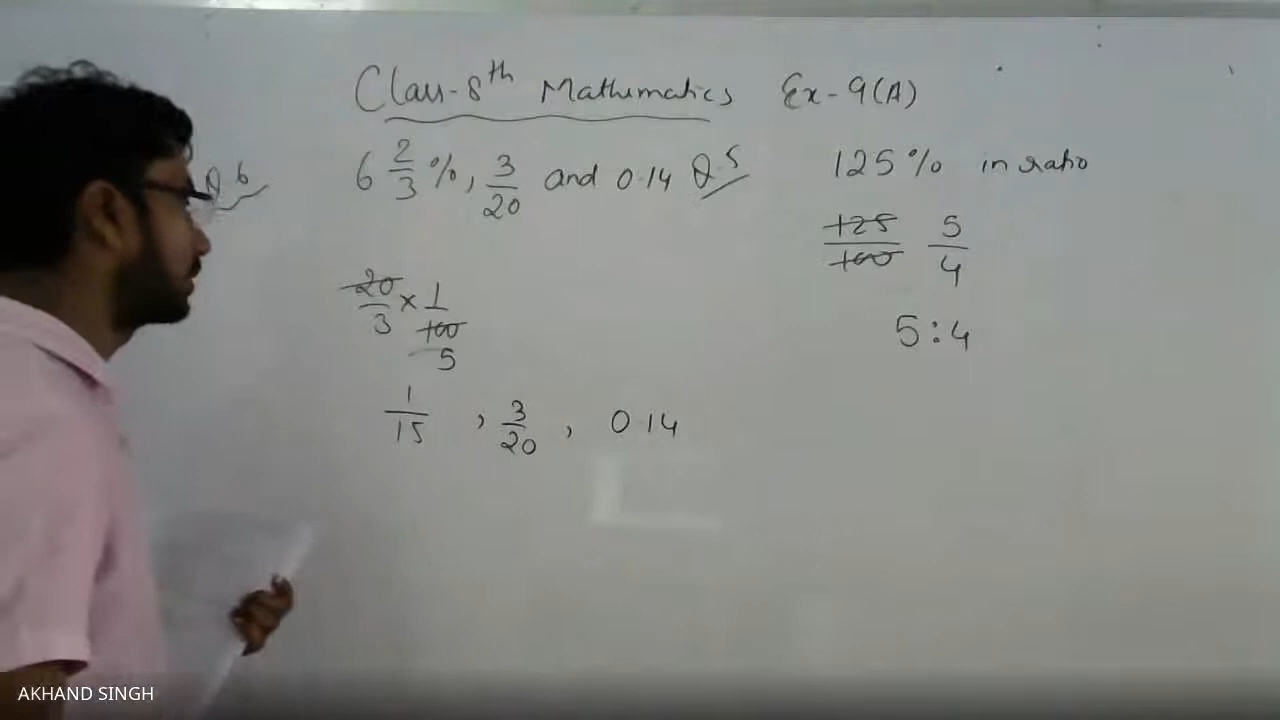 Class-8th Mathematics Ex-9(A)
Q 6
6 2/3 %, 3/20 and 0.14 Q.5
125% in ratio
125/100 5/4
5:4
20/3 × 1/100
5
1/15 , 3/20 , 0.14
AKHAND SINGH